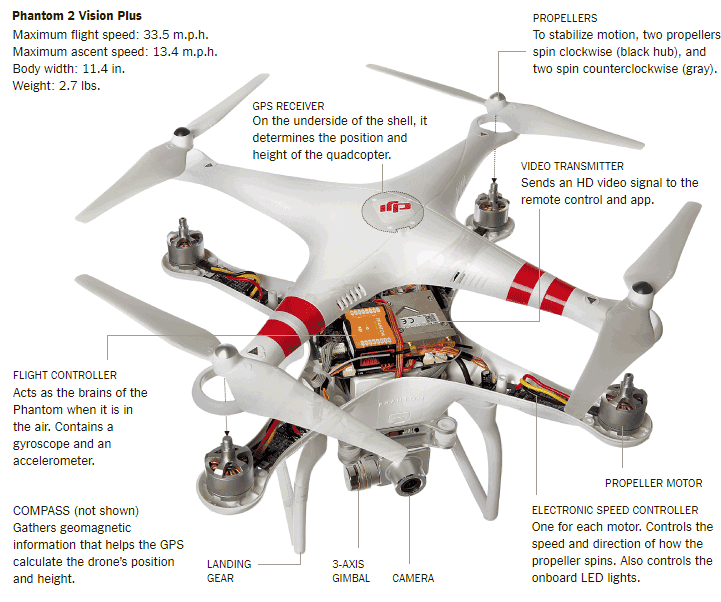 Phantom 2 Vision Plus
Maximum flight speed: 33.5 m.p.h.
Maximum ascent speed: 13.4 m.p.h.
Body width: 11.4 in.
Weight: 2.7 lbs.
PROPELLERS
To stabilize motion, two propellers
spin clockwise (black hub), and
two spin counterclockwise (gray).
GPS RECEIVER
On the underside of the shell, it
determines the position and
height of the quadcopter.
VIDEO TRANSMITTER
Sends an HD video signal to the
remote control and app.
dji
FLIGHT CONTROLLER
Acts as the brains of the
Phantom when it is in
the air. Contains a
gyroscope and an
accelerometer.
PROPELLER MOTOR
COMPASS (not shown)
Gathers geomagnetic
information that helps the GPS
calculate the drone’s position
and height.
ELECTRONIC SPEED CONTROLLER
One for each motor. Controls the
speed and direction of how the
propeller spins. Also controls the
onboard LED lights.
LANDING
GEAR
3-AXIS
GIMBAL
CAMERA